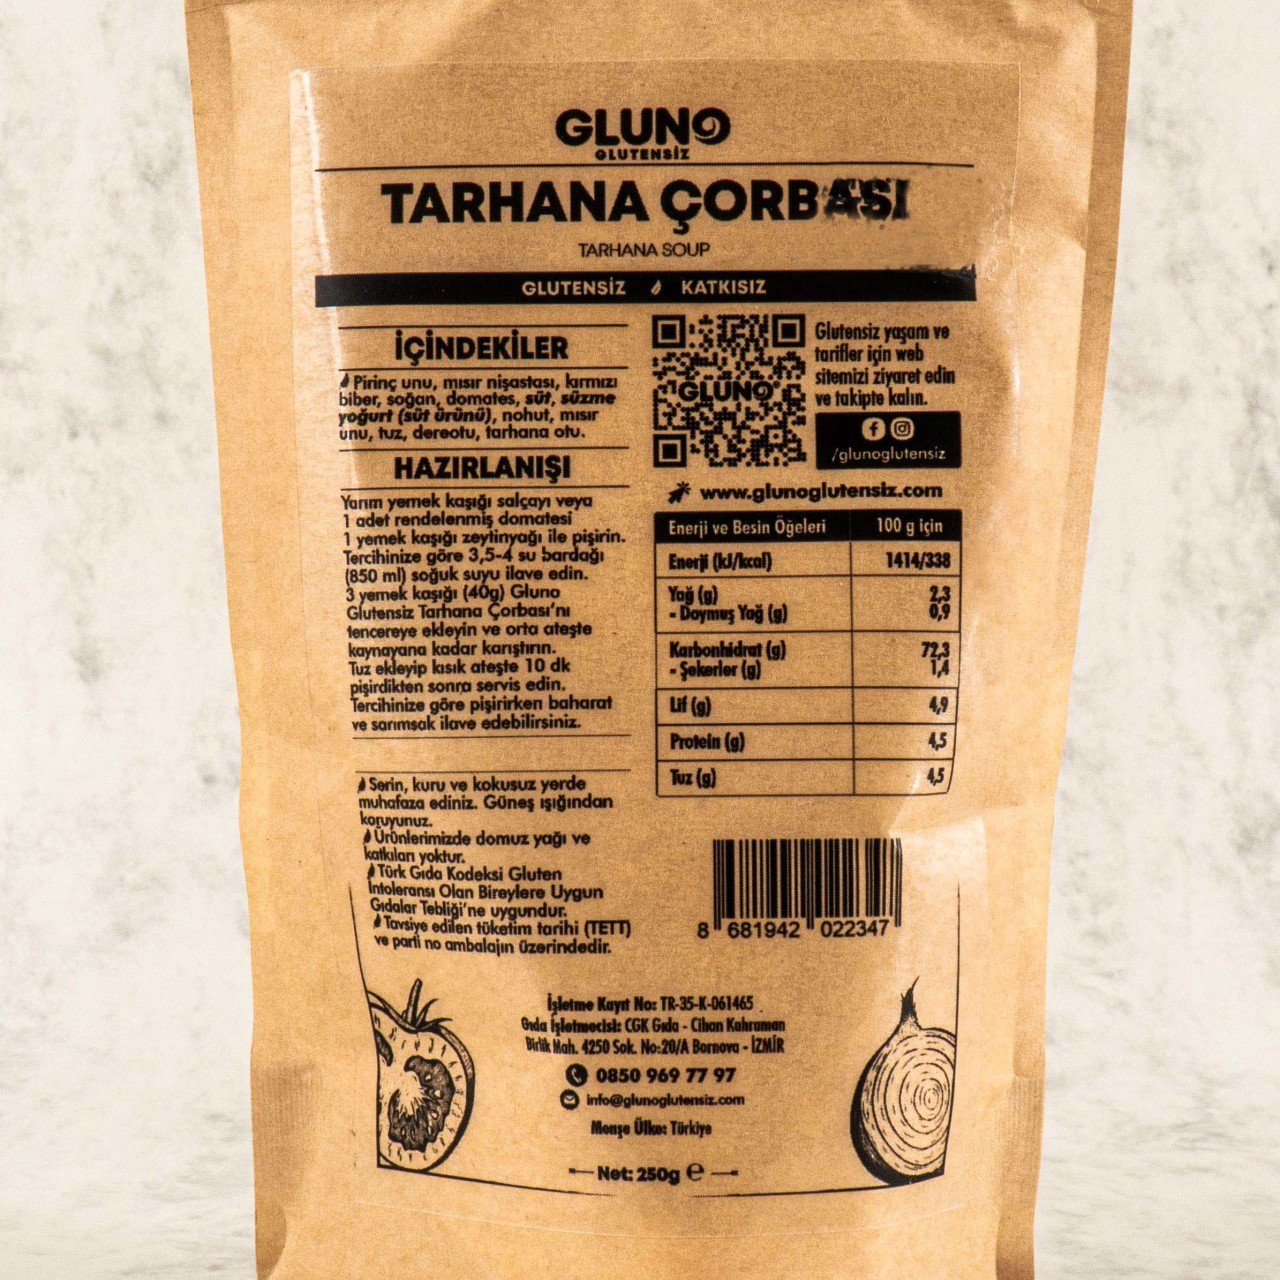 GLUNO
GLUTENSİZ
TARHANA ÇORBASI
TARHANA SOUP
GLUTENSİZ KATKISIZ
İÇİNDEKİLER
Pirinç unu, mısır nişastası, kırmızı
biber, soğan, domates, süt, süzme
yoğurt (süt ürünü), nohut, mısır
unu, tuz, dereotu, tarhana otu.
HAZIRLANIŞI
Yarım yemek kaşığı salçayı veya
1 adet rendelenmiş domatesi
1 yemek kaşığı zeytinyağı ile pişirin.
Tercihinize göre 3,5-4 su bardağı
(850 ml) soğuk suyu ilave edin.
3 yemek kaşığı (40g) Gluno
Glutensiz Tarhana Çorbası'nı
tencereye ekleyin ve orta ateşte
kaynayana kadar karıştırın.
Tuz ekleyip kısık ateşte 10 dk
pişirdikten sonra servis edin.
Tercihinize göre pişirirken baharat
ve sarımsak ilave edebilirsiniz.
Serin, kuru ve kokusuz yerde
muhafaza ediniz. Güneş ışığından
koruyunuz.
Ürünlerimizde domuz yağı ve
katkıları yoktur.
Türk Gıda Kodeksi Gluten
İntoleransı Olan Bireylere Uygun
Gıdalar Tebliği'ne uygundur.
Tavsiye edilen tüketim tarihi (TETT)
ve parti no ambalajın üzerindedir.
GLUNO
Glutensiz yaşam ve
tarifler için web
sitemizi ziyaret edin
ve takipte kalın.
/glunoglutensiz
www.glunoglutensiz.com
Enerji ve Besin Öğeleri 100 g için
Enerji (kJ/kcal) 1414/338
Yağ (g) 2,3
- Doymuş Yağ (g) 0,9
Karbonhidrat (g) 72,3
- Şekerler (g) 1,4
Lif (g) 4,9
Protein (g) 4,5
Tuz (g) 4,5
8 681942 022347
İşletme Kayıt No: TR-35-K-061465
Gıda İşletmecisi: CGK Gıda - Cihan Kahraman
Birlik Mah. 4250 Sok. No:20/A Bornova - İZMİR
0850 969 77 97
info@glunoglutensiz.com
Menşe Ülke: Türkiye
Net: 250g ℮